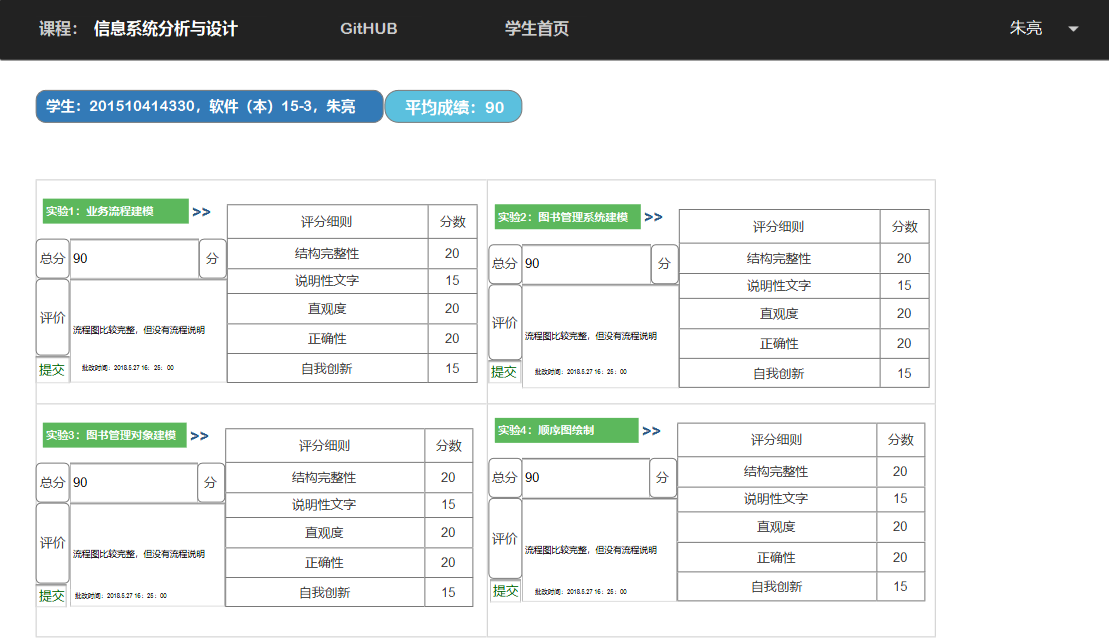 课程： 信息系统分析与设计 GitHUB 学生首页 朱亮
学生：201510414330，软件（本）15-3，朱亮 平均成绩：90
实验1：业务流程建模 >>
总分 90 分
评价 流程图比较完整，但没有流程说明
提交 批改时间：2018.5.27 16：25：00
评分细则 分数
结构完整性 20
说明性文字 15
直观度 20
正确性 20
自我创新 15
实验2：图书管理系统建模 >>
总分 90 分
评价 流程图比较完整，但没有流程说明
提交 批改时间：2018.5.27 16：25：00
评分细则 分数
结构完整性 20
说明性文字 15
直观度 20
正确性 20
自我创新 15
实验3：图书管理对象建模 >>
总分 90 分
评价 流程图比较完整，但没有流程说明
提交 批改时间：2018.5.27 16：25：00
评分细则 分数
结构完整性 20
说明性文字 15
直观度 20
正确性 20
自我创新 15
实验4：顺序图绘制 >>
总分 90 分
评价 流程图比较完整，但没有流程说明
提交 批改时间：2018.5.27 16：25：00
评分细则 分数
结构完整性 20
说明性文字 15
直观度 20
正确性 20
自我创新 15